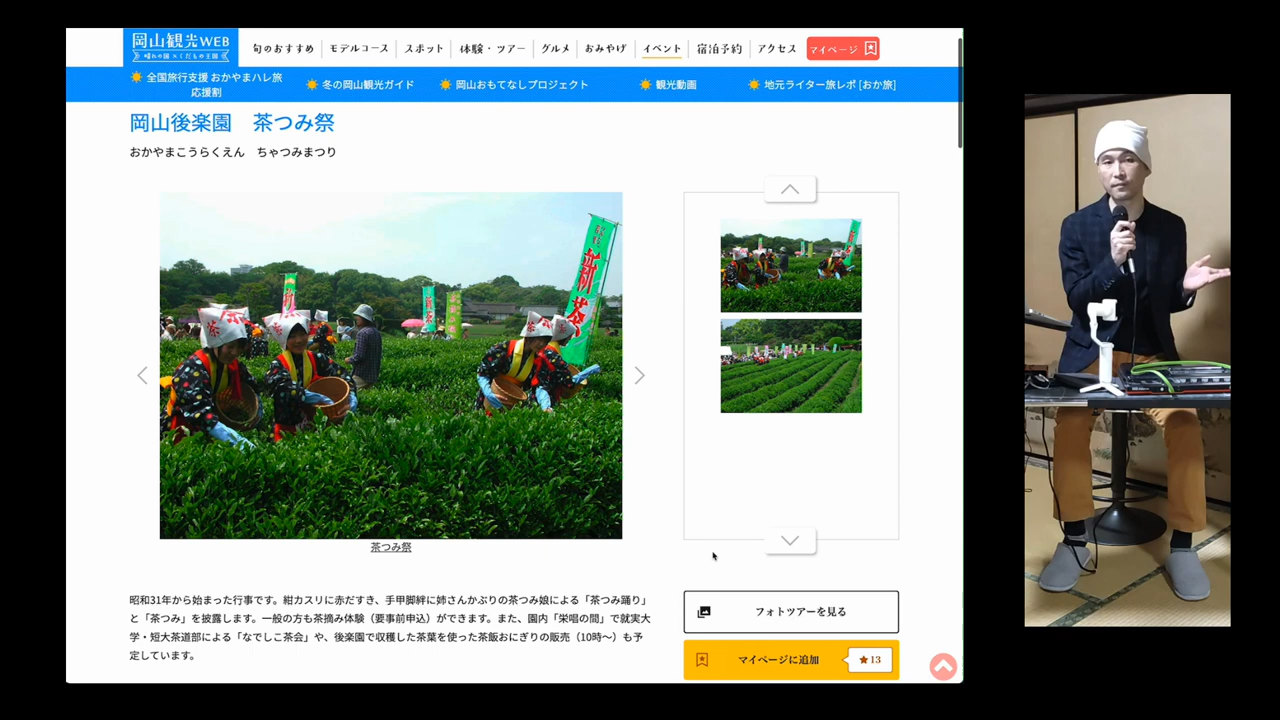 岡山観光WEB
晴れの国×くだもの王国
旬のおすすめ
モデルコース
スポット
体験・ツアー
グルメ
おみやげ
イベント
宿泊予約
アクセス
マイページ
全国旅行支援 おかやまハレ旅
応援割
冬の岡山観光ガイド
岡山おもてなしプロジェクト
観光動画
地元ライター旅レポ [おか旅]
岡山後楽園　茶つみ祭
おかやまこうらくえん　ちゃつみまつり
新茶
茶
茶つみ祭
昭和31年から始まった行事です。紺カスリに赤だすき、手甲脚絆に姉さんかぶりの茶つみ娘による「茶つみ踊り」
と「茶つみ」を披露します。一般の方も茶摘み体験（要事前申込）ができます。また、園内「栄唱の間」で就実大
学・短大茶道部による「なでしこ茶会」や、後楽園で収穫した茶葉を使った茶飯おにぎりの販売（10時〜）も予
定しています。
フォトツアーを見る
マイページに追加
13